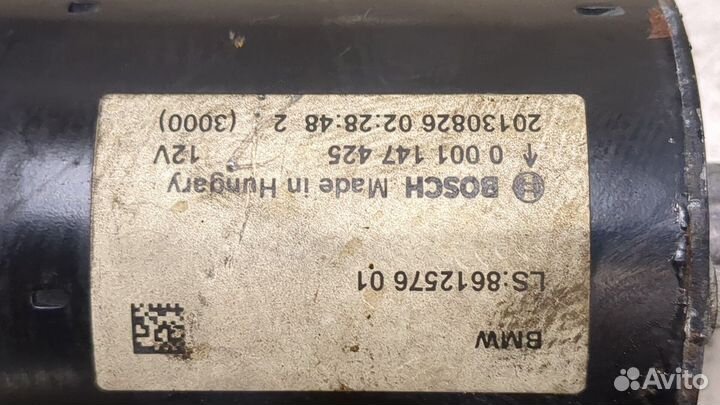 BMW
LS:8612576 01
BOSCH Made in Hungary
↑ 0 001 147 425 12V
20130826 02:28:48 2 (3000)
Avito